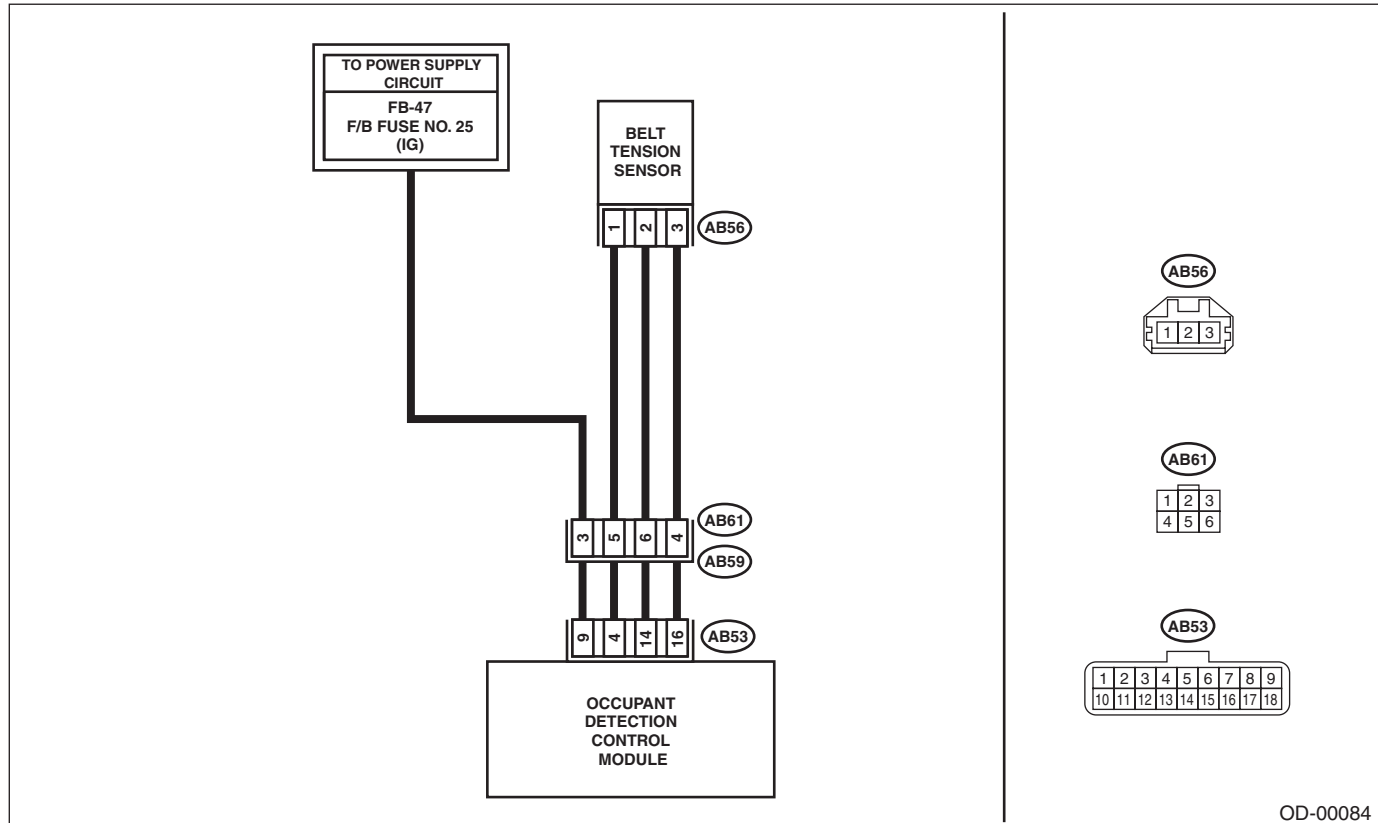 TO POWER SUPPLY
CIRCUIT
FB-47
F/B FUSE NO. 25
(IG)
BELT
TENSION
SENSOR
1 2 3
AB56
3 5 6 4
AB61
AB59
9 4 14 16
AB53
OCCUPANT
DETECTION
CONTROL
MODULE
AB56
1 2 3
AB61
1 2 3
4 5 6
AB53
1 2 3 4 5 6 7 8 9
10 11 12 13 14 15 16 17 18
OD-00084